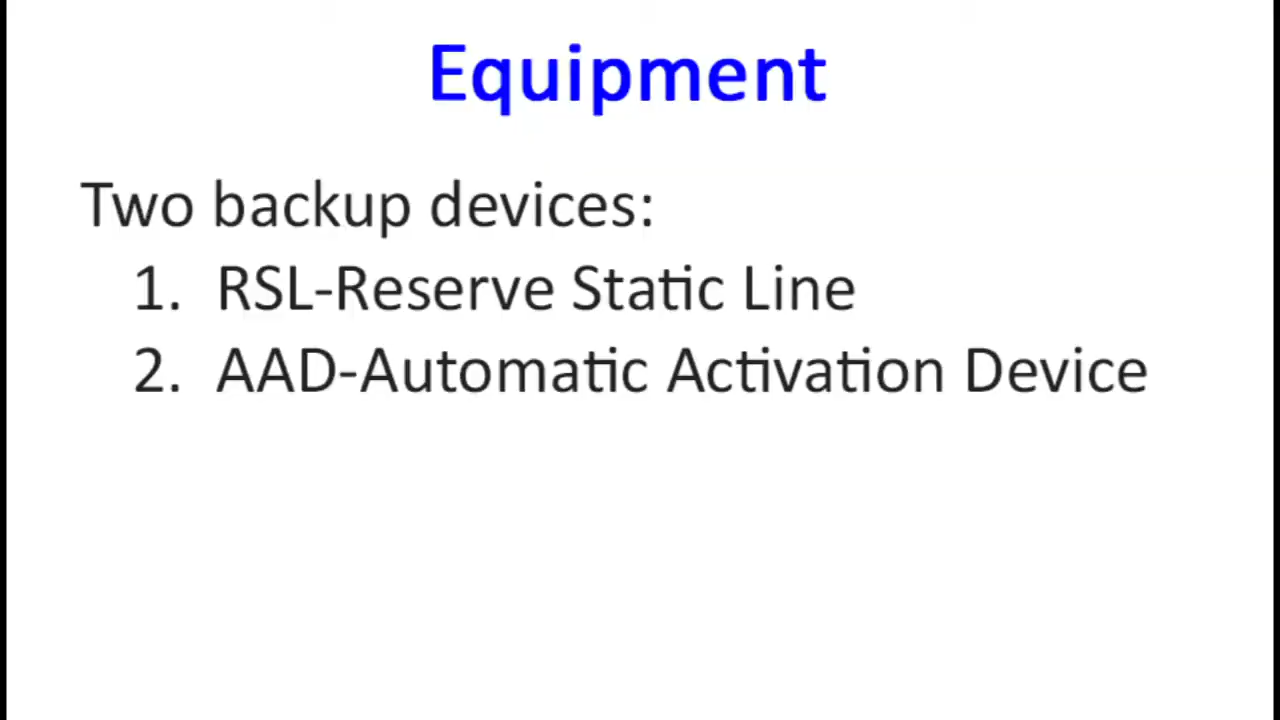 Equipment
Two backup devices:
1. RSL-Reserve Static Line
2. AAD-Automatic Activation Device